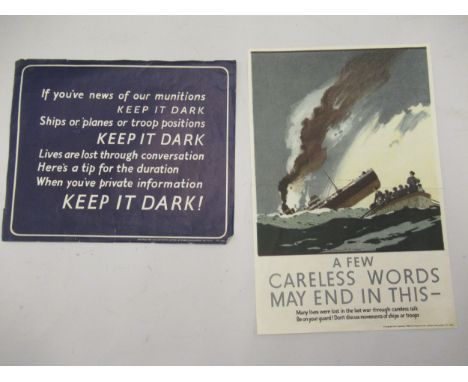 If you've news of our munitions
KEEP IT DARK
Ships or planes or troop positions
KEEP IT DARK
Lives are lost through conversation
Here's a tip for the duration
When you've private information
KEEP IT DARK!
A FEW
CARELESS WORDS
MAY END IN THIS—
Many lives were lost in the last war through careless talk
Be on your guard! Don't discuss movements of ships or troops